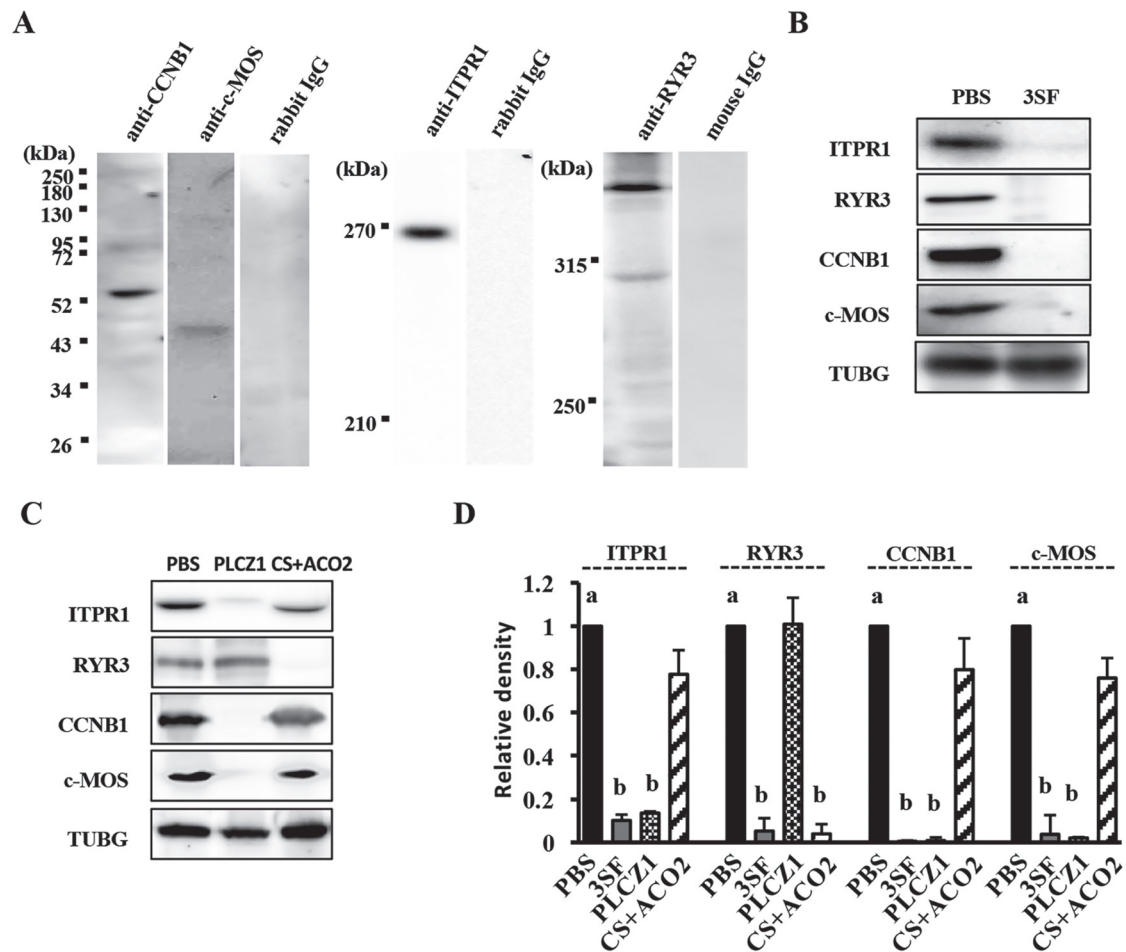 A
anti-CCNB1
anti-c-MOS
rabbit IgG
(kDa)
250
180
130
95
72
52
43
34
26
anti-ITPR1
rabbit IgG
(kDa)
270
210
anti-RYR3
mouse IgG
(kDa)
315
250
B
PBS 3SF
ITPR1
RYR3
CCNB1
c-MOS
TUBG
C
PBS PLCZ1 CS+ACO2
ITPR1
RYR3
CCNB1
c-MOS
TUBG
D
ITPR1 RYR3 CCNB1 c-MOS
Relative density
1.2
1
0.8
0.6
0.4
0.2
0
a b b
a b b
a b b
a b b
PBS 3SF PLCZ1 CS+ACO2
PBS 3SF PLCZ1 CS+ACO2
PBS 3SF PLCZ1 CS+ACO2
PBS 3SF PLCZ1 CS+ACO2